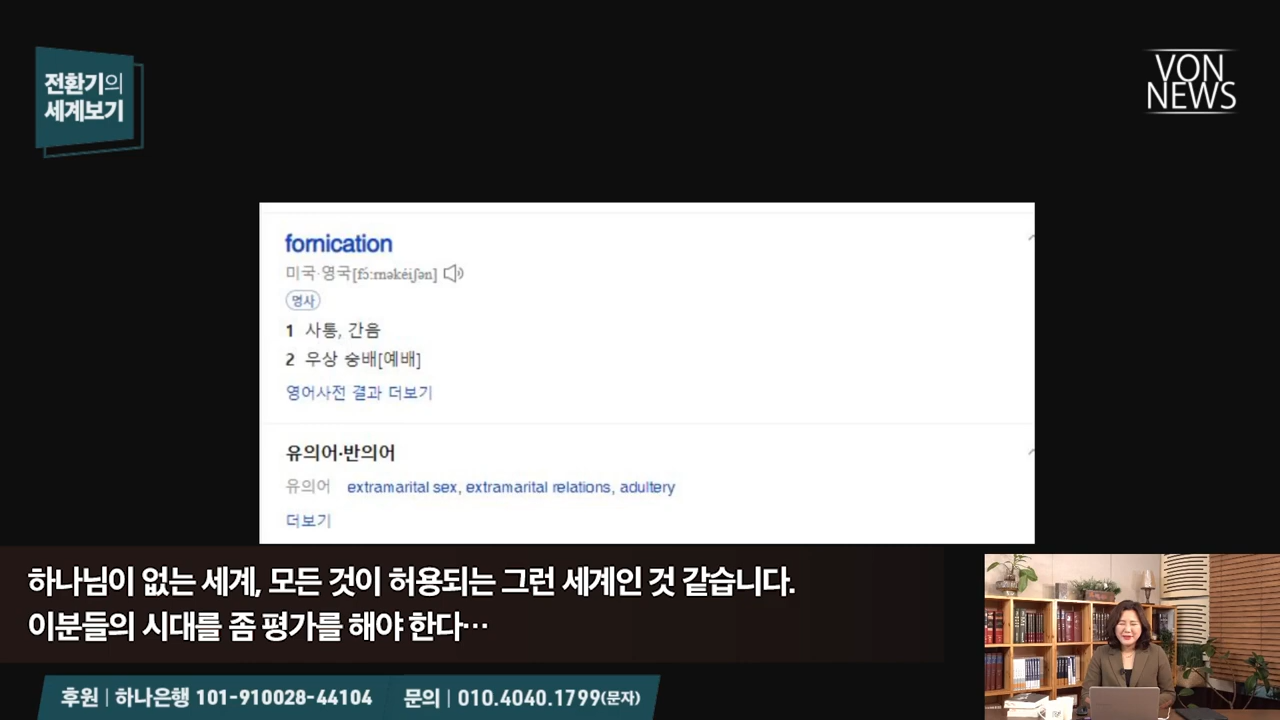 전환기의
세계보기
VON
NEWS
fornication
미국·영국[fɔ́ːrnəkéiʃən]
명사
1 사통, 간음
2 우상 숭배[예배]
영어사전 결과 더보기
유의어·반의어
유의어 extramarital sex, extramarital relations, adultery
더보기
하나님이 없는 세계, 모든 것이 허용되는 그런 세계인 것 같습니다.
이분들의 시대를 좀 평가를 해야 한다…
후원 | 하나은행 101-910028-44104 문의 | 010.4040.1799(문자)